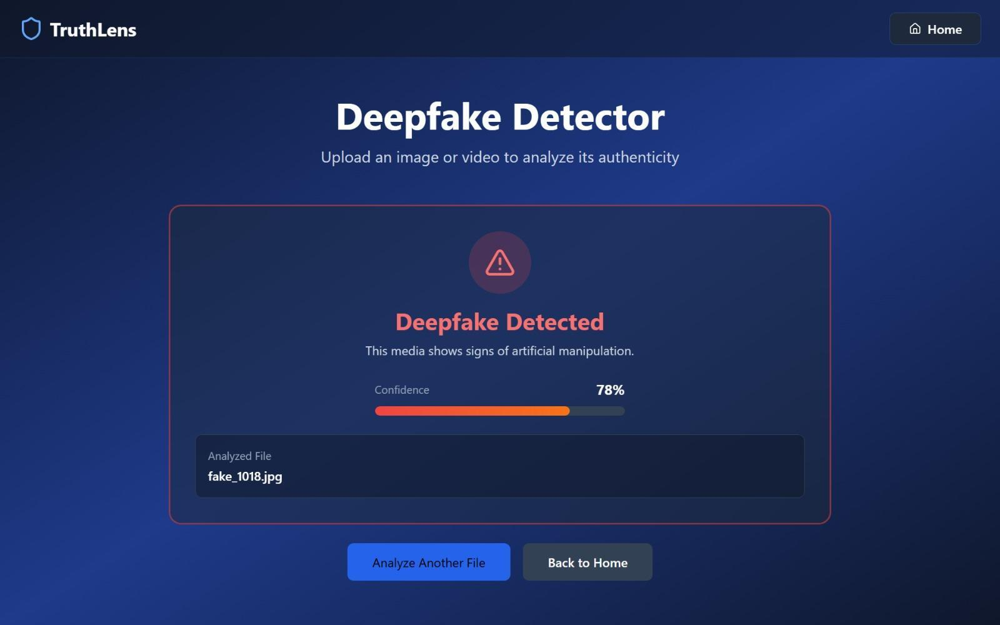 TruthLens
Home
Deepfake Detector
Upload an image or video to analyze its authenticity
Deepfake Detected
This media shows signs of artificial manipulation.
Confidence 78%
Analyzed File
fake_1018.jpg
Analyze Another File
Back to Home